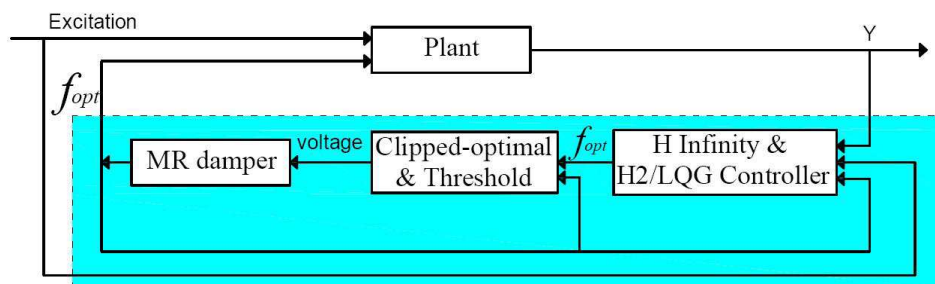 Excitation
Plant
Y
fopt
MR damper
voltage
Clipped-optimal
& Threshold
fopt
H Infinity &
H2/LQG Controller